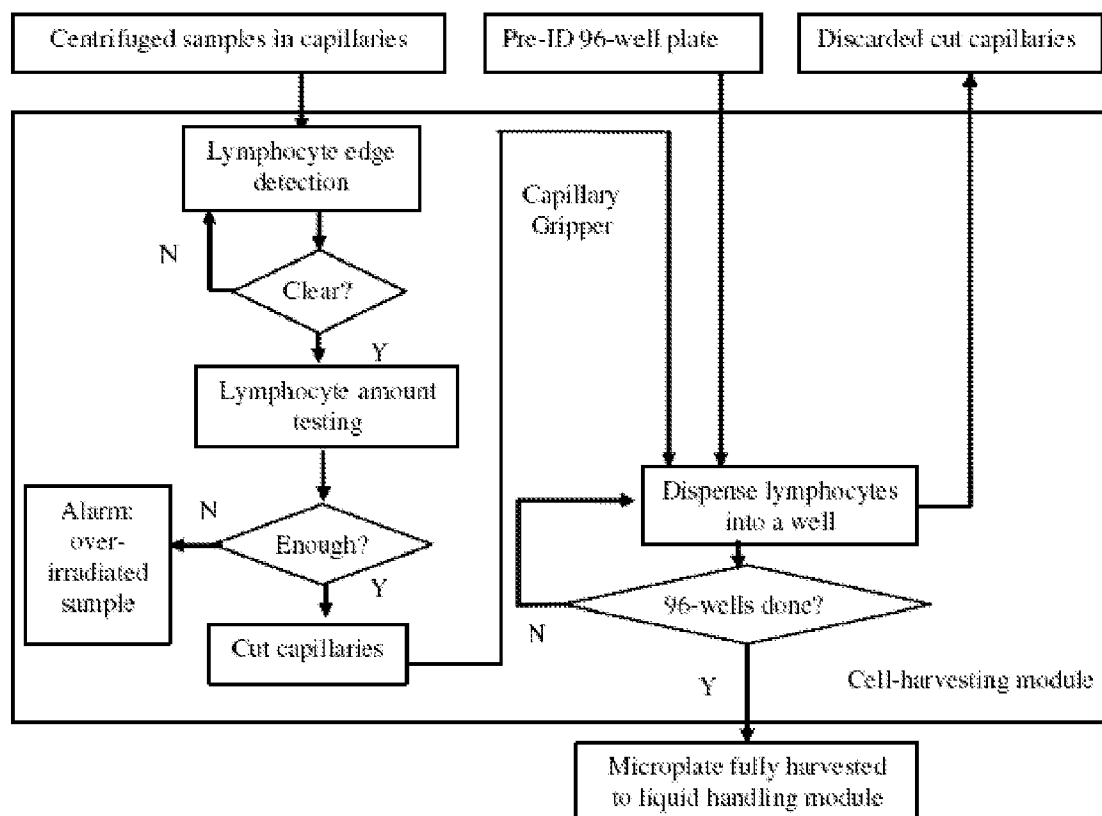 Centrifuged samples in capillaries
Pre-ID 96-well plate
Discarded cut capillaries
Lymphocyte edge
detection
Capillary
Gripper
N
Clear?
Y
Lymphocyte amount
testing
Alarm:
over-
irradiated
sample
N
Enough?
Y
Cut capillaries
Dispense lymphocytes
into a well
96-wells done?
N
Y
Cell-harvesting module
Microplate fully harvested
to liquid handling module